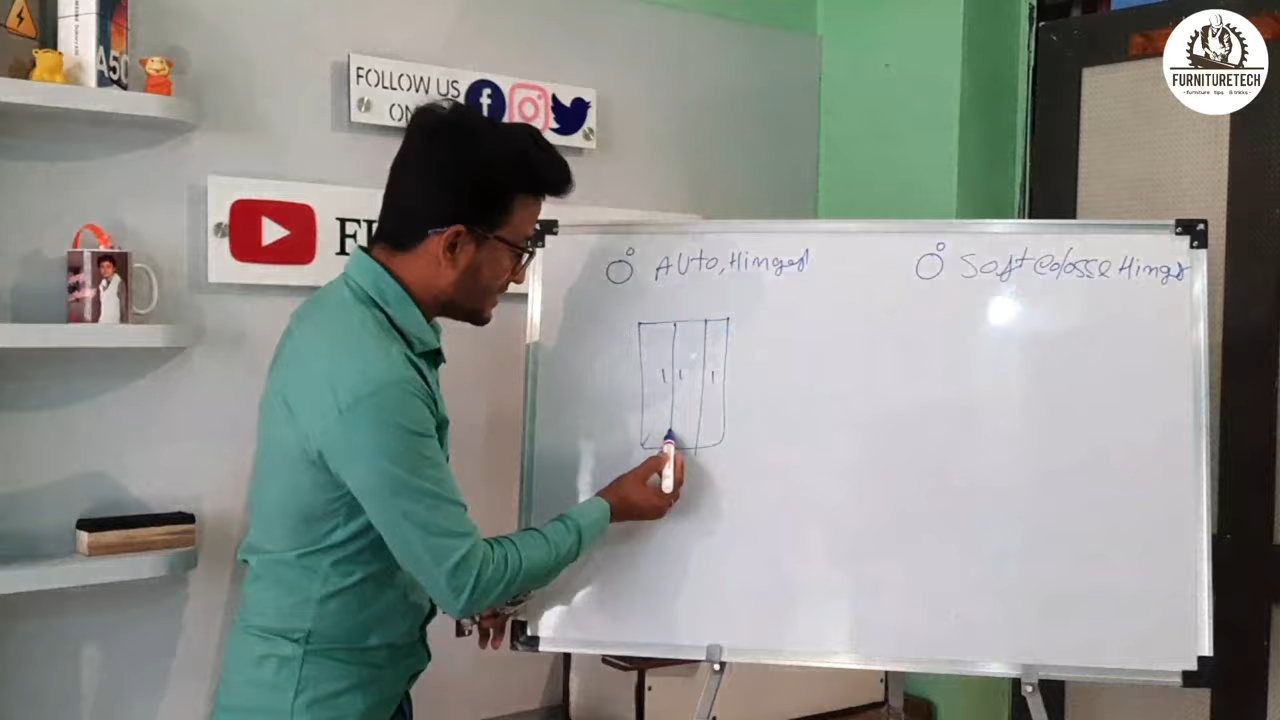 A50
FOLLOW US
ON
FURNITURETECH
-furniture tips & tricks-
AUto, Hinges
Soft Colosse Hinges